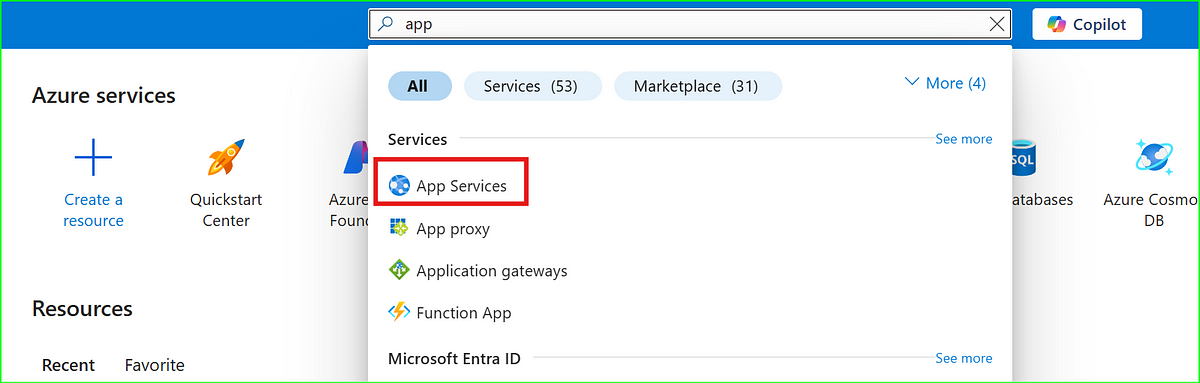 app
Copilot
All
Services (53)
Marketplace (31)
More (4)
Azure services
Services
See more
Create a
resource
Quickstart
Center
Azure
App Services
SQL
Azure Cosmo
DB
App proxy
Application gateways
Function App
Resources
Microsoft Entra ID
See more
Recent
Favorite